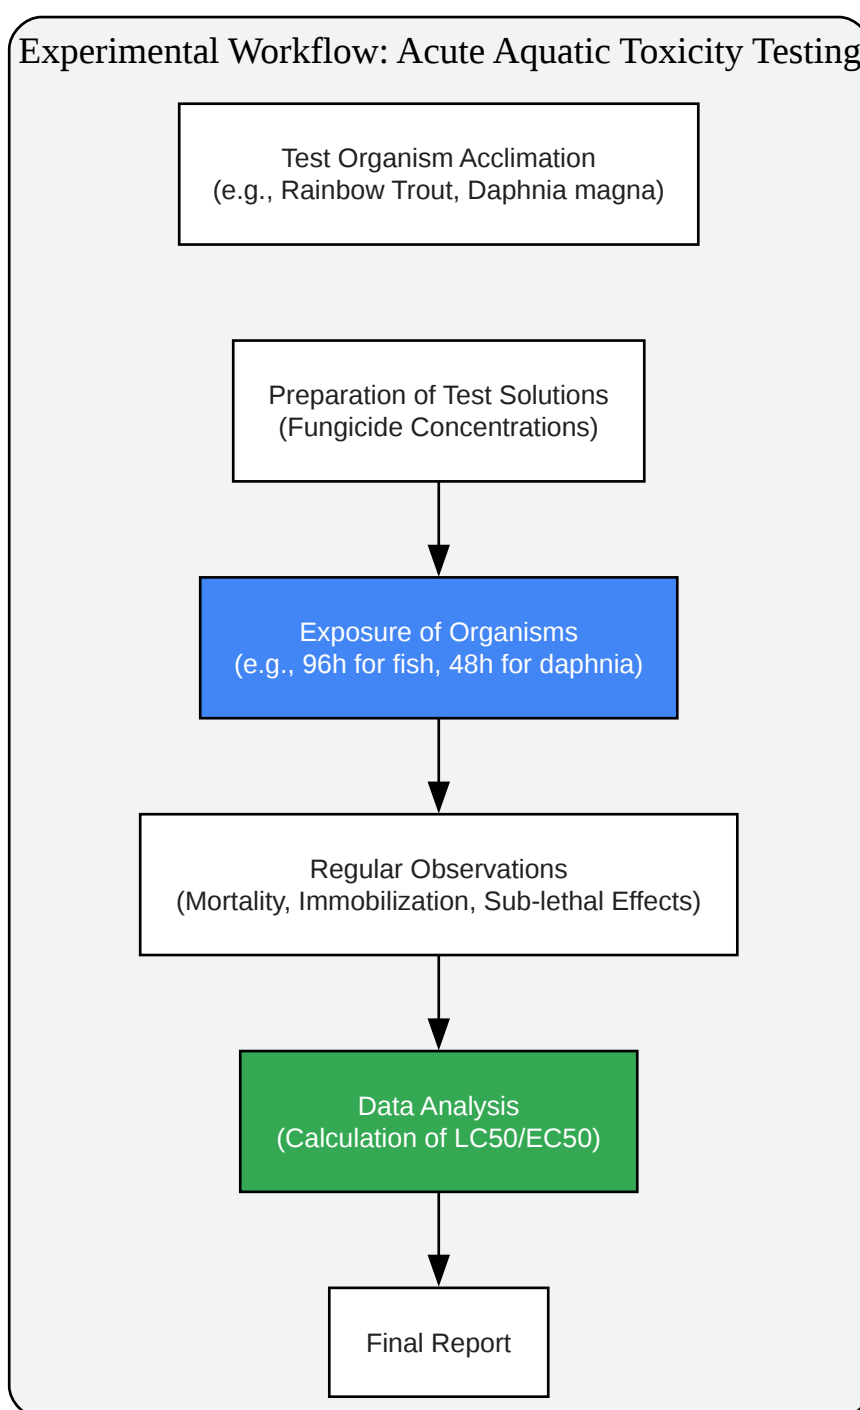 Experimental Workflow: Acute Aquatic Toxicity Testing
Test Organism Acclimation
(e.g., Rainbow Trout, Daphnia magna)
Preparation of Test Solutions
(Fungicide Concentrations)
Exposure of Organisms
(e.g., 96h for fish, 48h for daphnia)
Regular Observations
(Mortality, Immobilization, Sub-lethal Effects)
Data Analysis
(Calculation of LC50/EC50)
Final Report